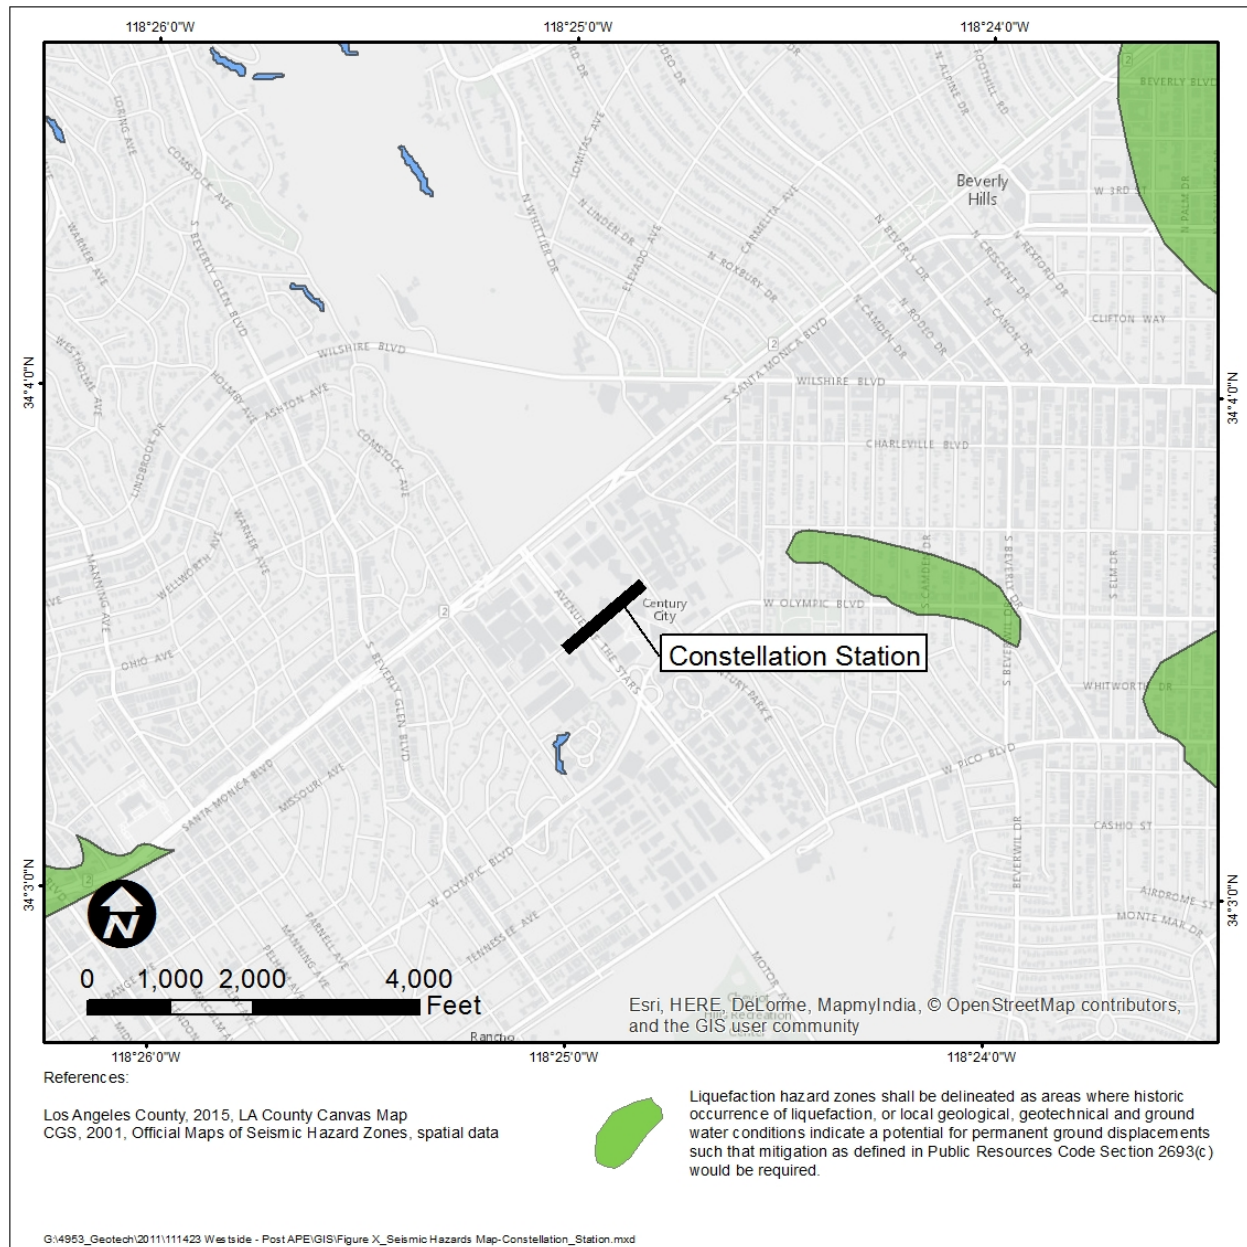 118°26'0"W
118°25'0"W
118°24'0"W
34°4'0"N
34°4'0"N
34°3'0"N
34°3'0"N
LORING AVE
COMSTOCK AVE
S BEVERLY GLEN BLVD
WARNER AVE
WESTHOLME AVE
HOLMBY AVE
ASHTON AVE
WILSHIRE BLVD
LINDBROOK DR
COMSTOCK AVE
WARNER AVE
WELLWORTH AVE
MANNING AVE
OHIO AVE
S BEVERLY GLEN BLVD
SANTA MONICA BLVD
MISSOURI AVE
LOMITAS AVE
N WHITTIER DR
N LINDEN DR
ELEVADO AVE
CARMELITA AVE
N ROXBURY DR
N ALPINE DR
FOOTHILL RD
2
BEVERLY BLVD
Beverly
Hills
W 3RD ST
N PALM DR
N BEVERLY DR
N CRESCENT DR
N REXFORD DR
N CAMDEN DR
N RODEO DR
N CANON DR
CLIFTON WAY
2
S SANTA MONICA BLVD
WILSHIRE BLVD
CHARLEVILLE BLVD
2
AVENUE OF THE STARS
Century
City
W OLYMPIC BLVD
S CAMDEN DR
S BEVERLY DR
S ELM DR
Constellation Station
S BEVERWIL DR
WHITWORTH DR
W PICO BLVD
CASHIO ST
BEVERWIL DR
AIRDROME ST
MONTE MAR DR
2
W OLYMPIC BLVD
TENNESSEE AVE
PARNELL AVE
MANNING AVE
MOTOR AVE
N
0 1,000 2,000 4,000
Feet
Rancho
Esri, HERE, DeLorme, MapmyIndia, © OpenStreetMap contributors,
and the GIS user community
118°26'0"W
118°25'0"W
118°24'0"W
References:
Los Angeles County, 2015, LA County Canvas Map
CGS, 2001, Official Maps of Seismic Hazard Zones, spatial data
Liquefaction hazard zones shall be delineated as areas where historic
occurrence of liquefaction, or local geological, geotechnical and ground
water conditions indicate a potential for permanent ground displacements
such that mitigation as defined in Public Resources Code Section 2693(c)
would be required.
G:\4953_Geotech\2011\111423 Westside - Post APE\GIS\Figure X_Seismic Hazards Map-Constellation_Station.mxd